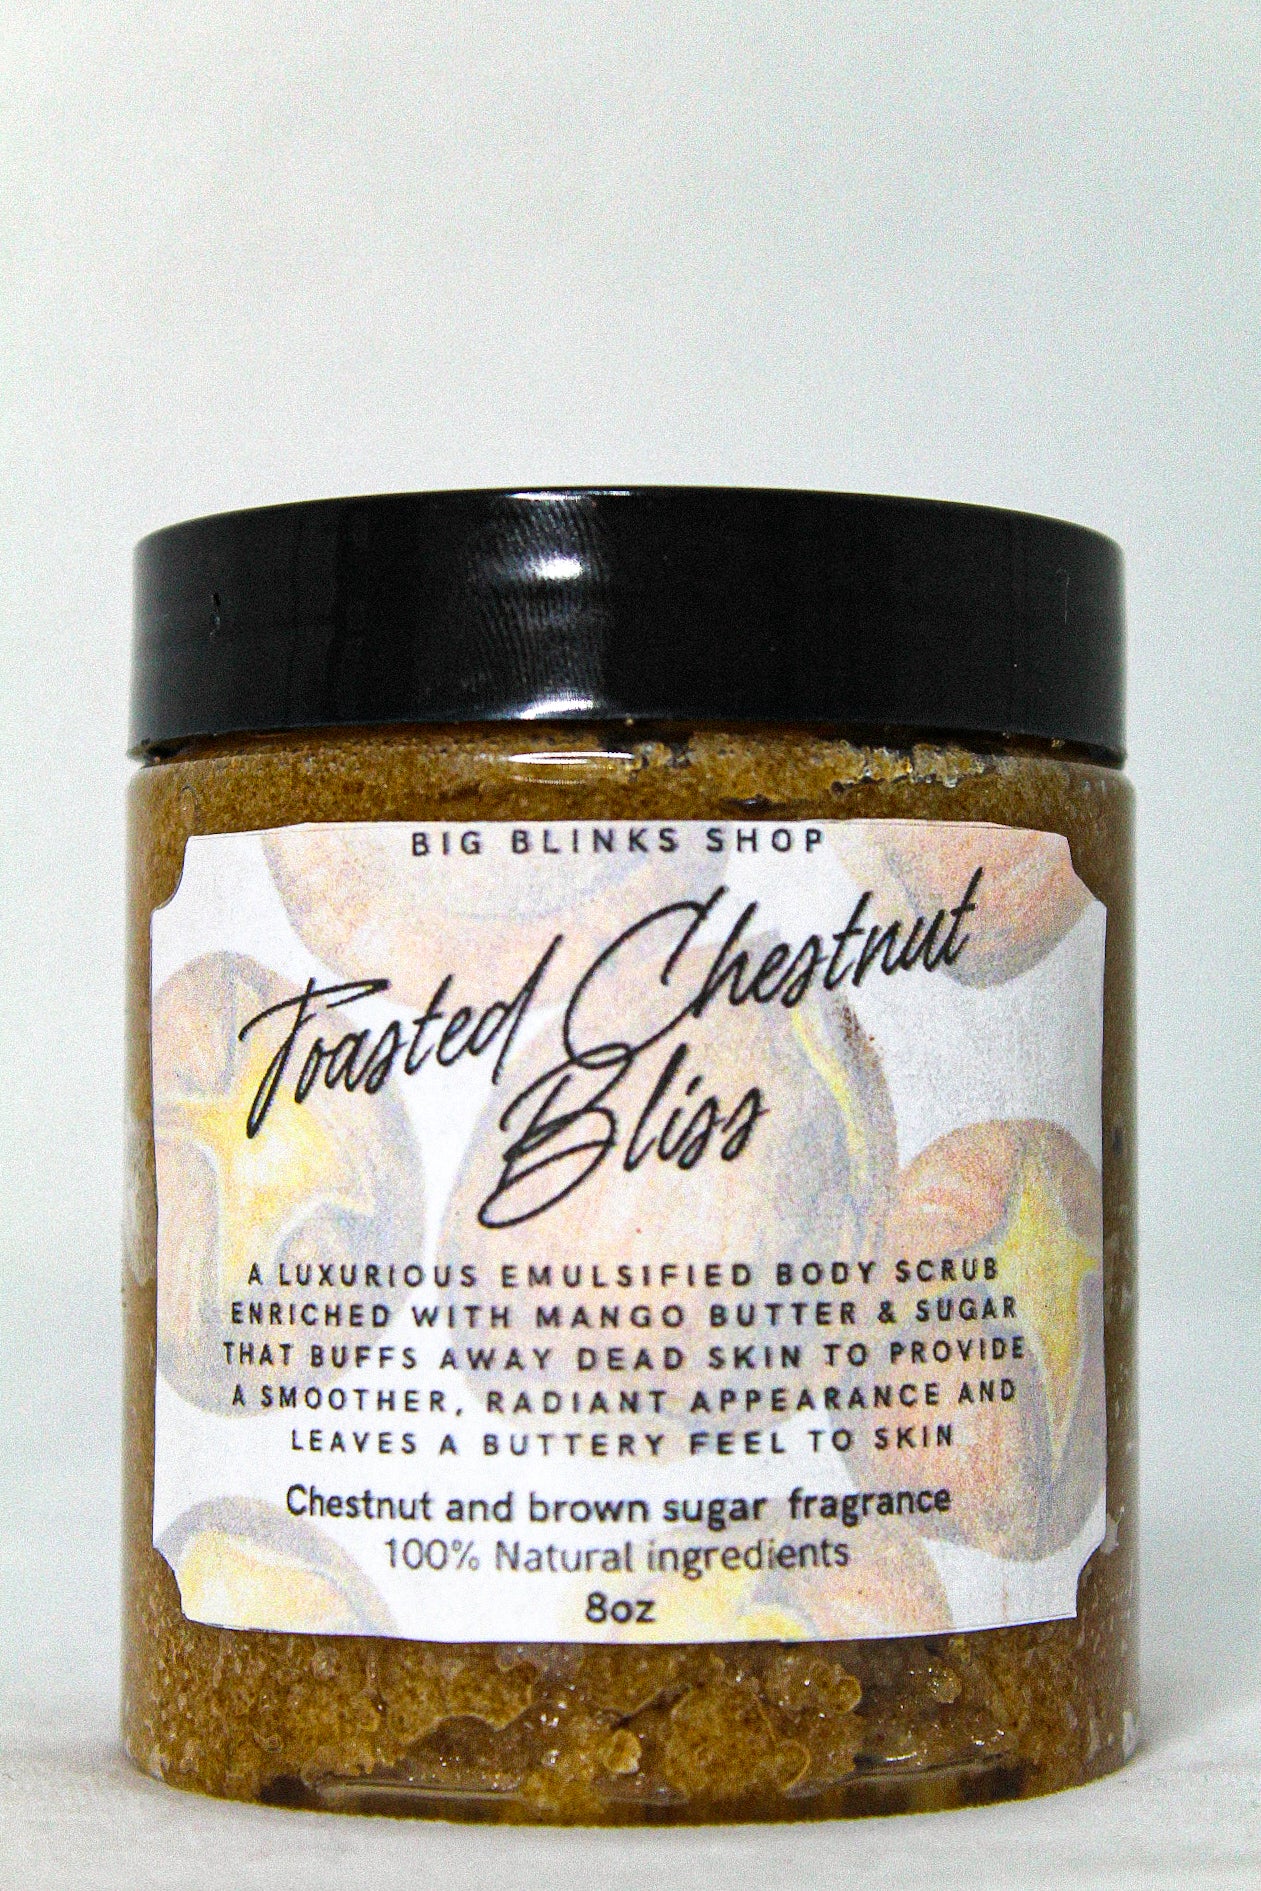 BIG BLINKS SHOP
Toasted Chestnut
Bliss
A LUXURIOUS EMULSIFIED BODY SCRUB
ENRICHED WITH MANGO BUTTER & SUGAR
THAT BUFFS AWAY DEAD SKIN TO PROVIDE
A SMOOTHER, RADIANT APPEARANCE AND
LEAVES A BUTTERY FEEL TO SKIN
Chestnut and brown sugar fragrance
100% Natural ingredients
8oz